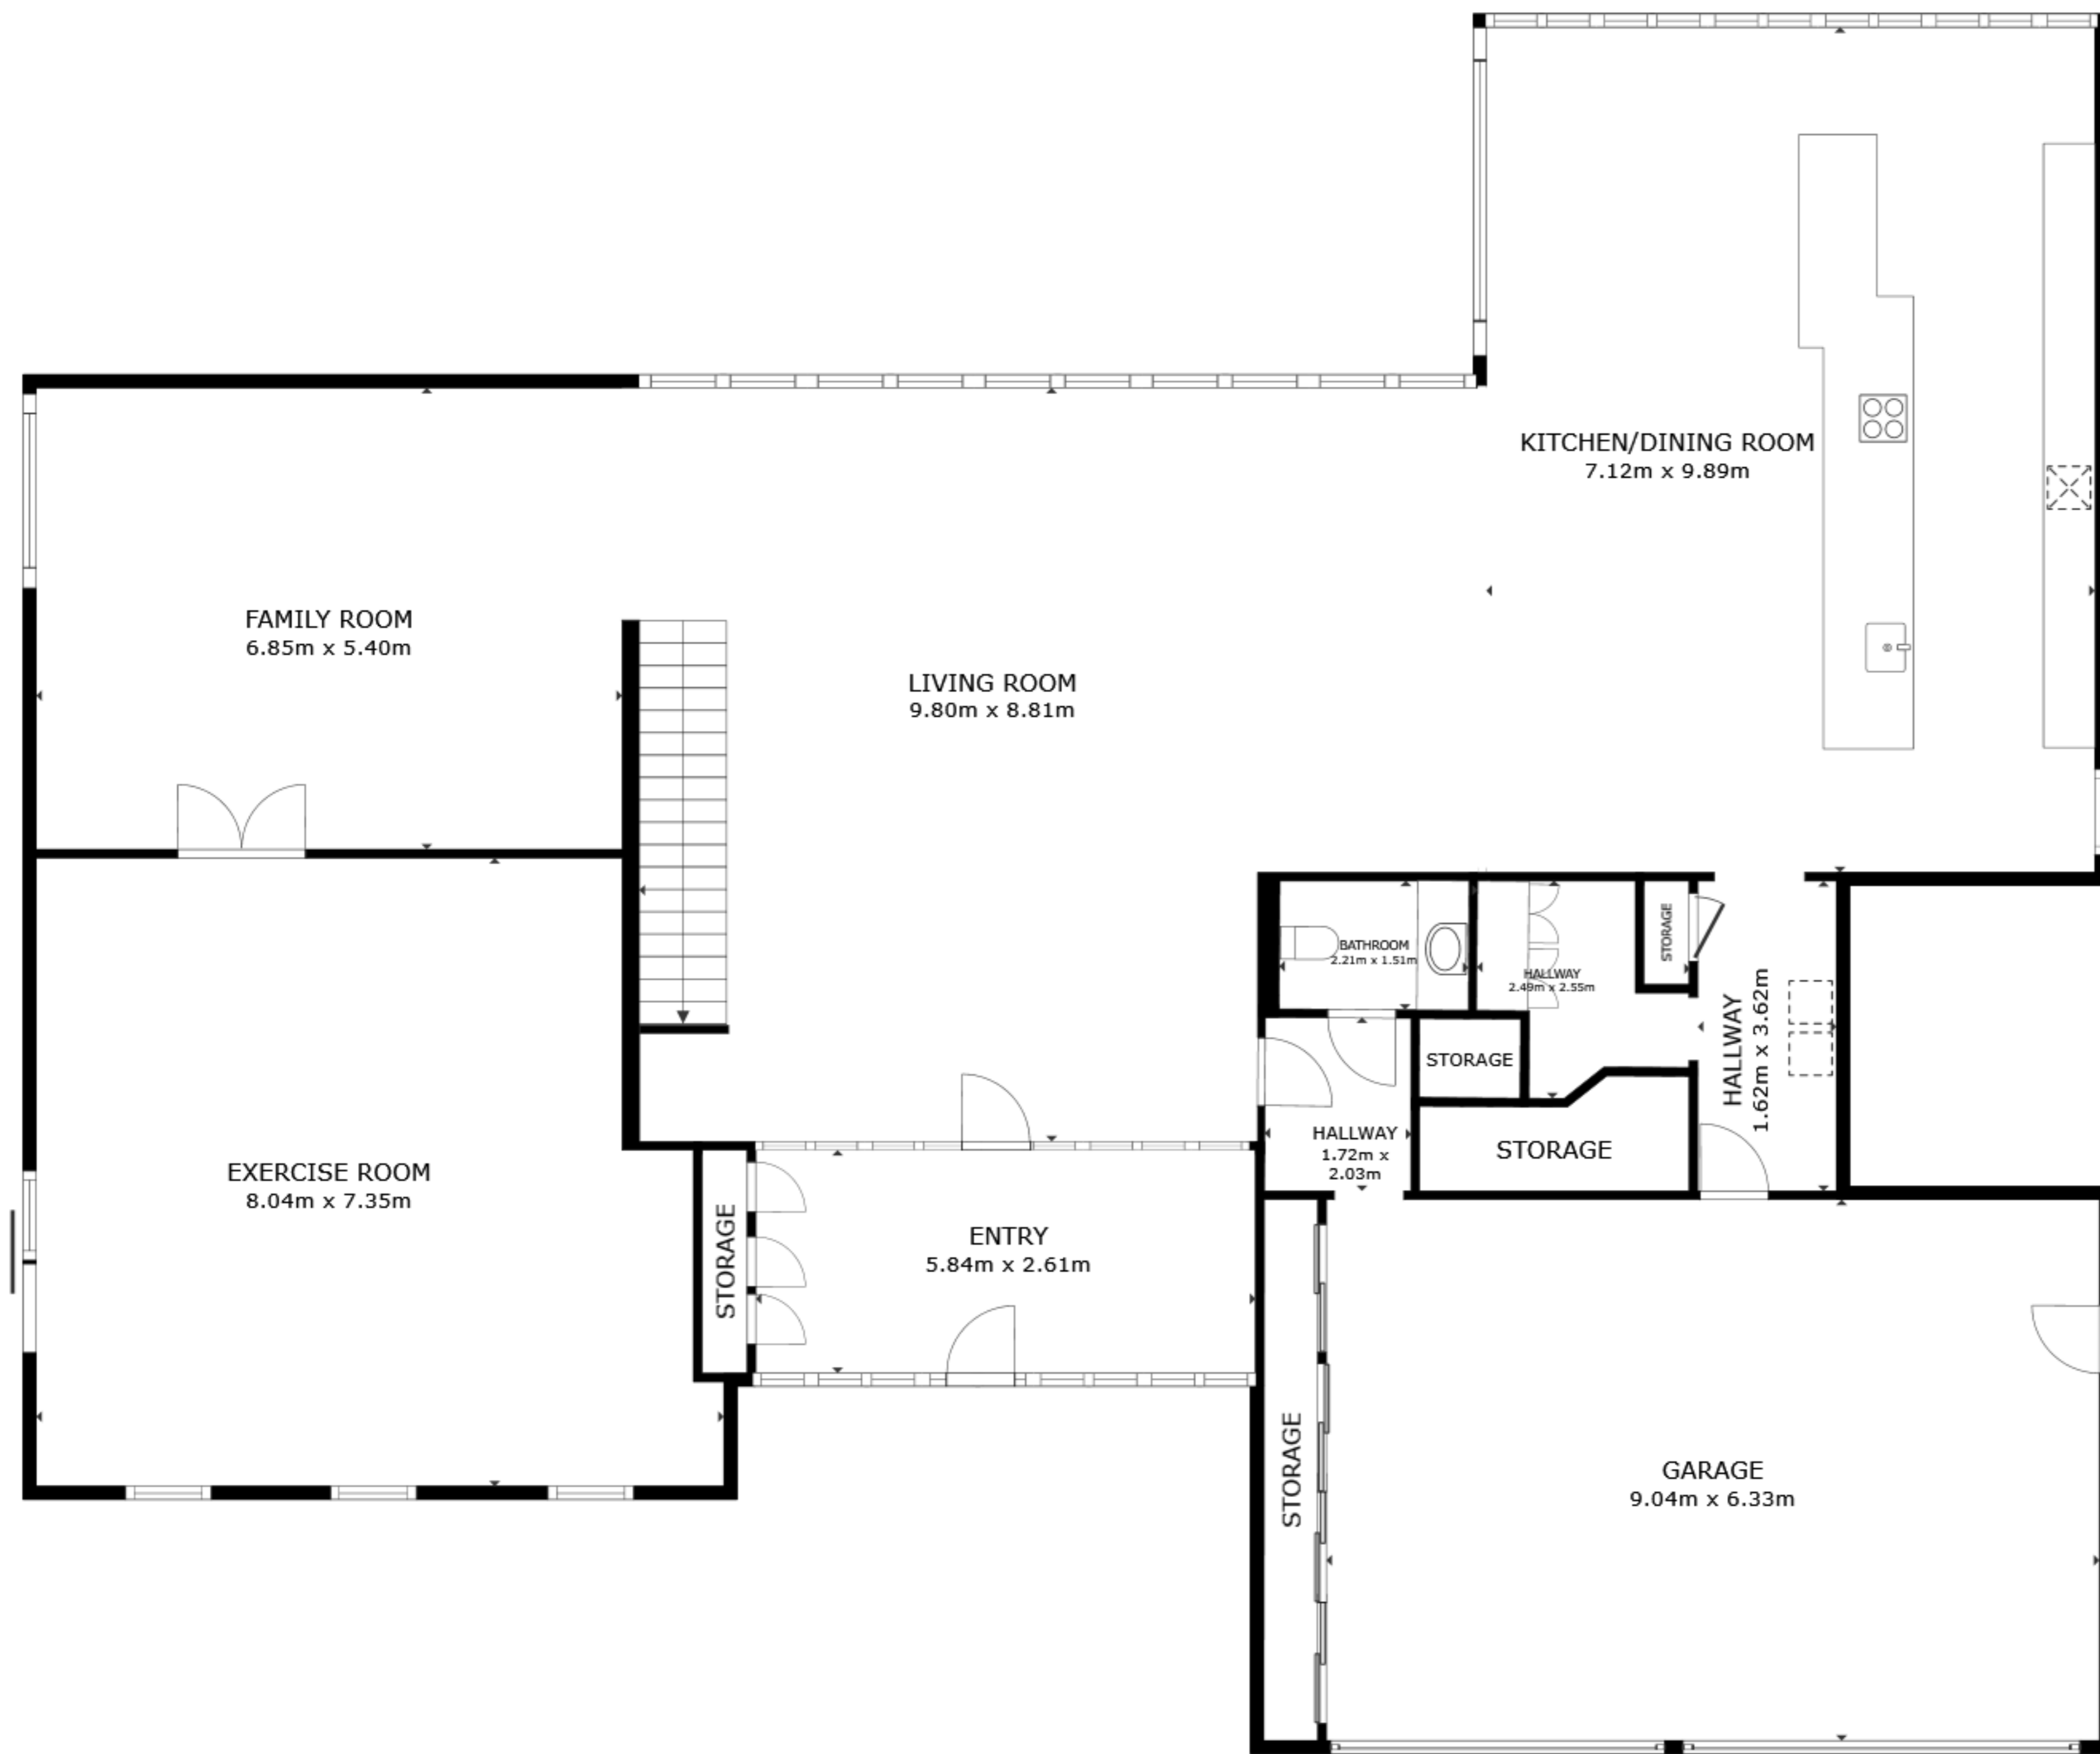 KITCHEN/DINING ROOM
7.12m x 9.89m
FAMILY ROOM
6.85m x 5.40m
LIVING ROOM
9.80m x 8.81m
BATHROOM
2.21m x 1.51m
HALLWAY
2.49m x 2.55m
STORAGE
HALLWAY
1.62m x 3.62m
STORAGE
HALLWAY
1.72m x
2.03m
STORAGE
EXERCISE ROOM
8.04m x 7.35m
STORAGE
ENTRY
5.84m x 2.61m
STORAGE
GARAGE
9.04m x 6.33m